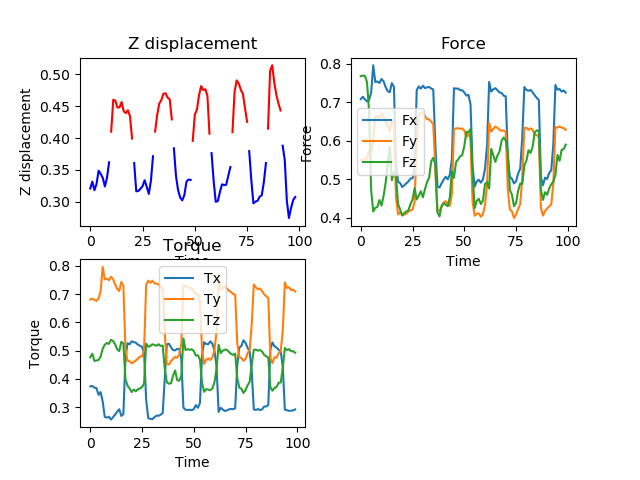 Z displacement
Z displacement
0.50
0.45
0.40
0.35
0.30
0 25 50 75 100
Time
Force
Force
0.8
0.7
0.6
0.5
0.4
Fx
Fy
Fz
0 25 50 75 100
Time
Torque
Torque
0.8
0.7
0.6
0.5
0.4
0.3
Tx
Ty
Tz
0 25 50 75 100
Time